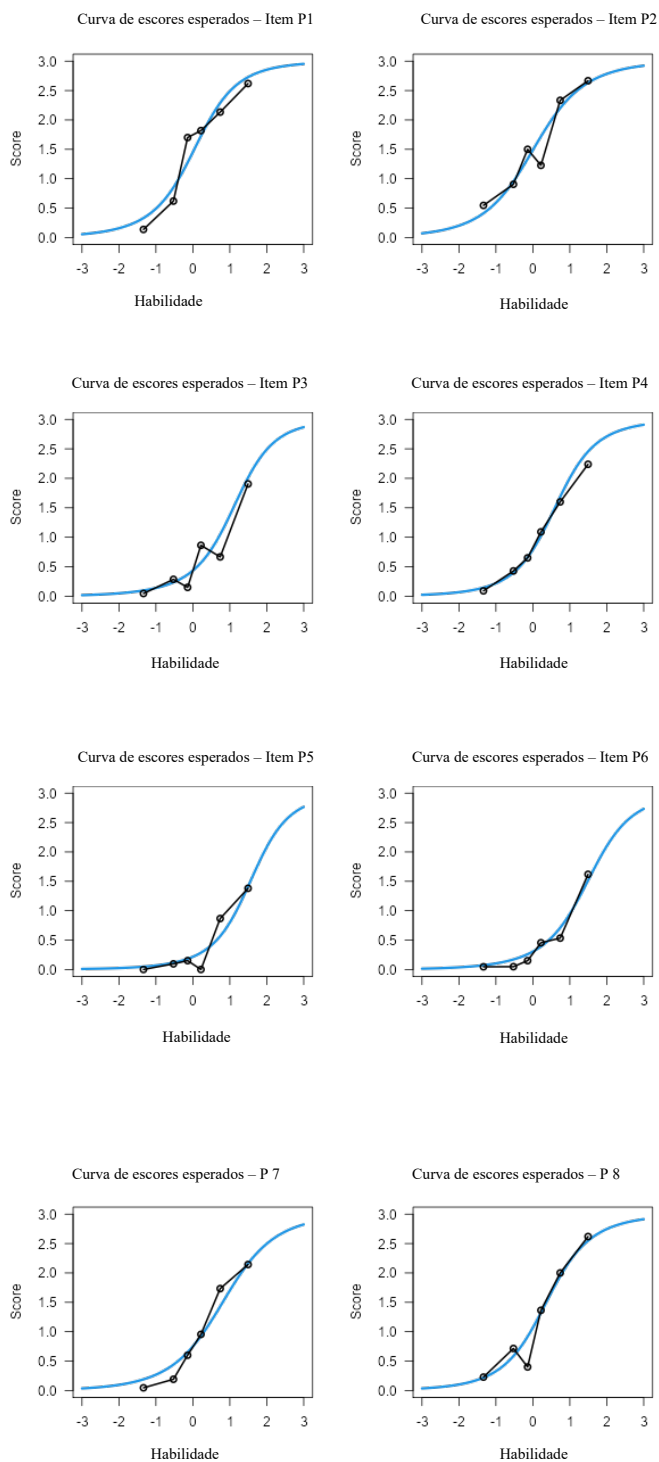 Curva de escores esperados – Item P1
Curva de escores esperados – Item P2
3.0
2.5
2.0
1.5
1.0
0.5
0.0
Score
-3 -2 -1 0 1 2 3
Habilidade
3.0
2.5
2.0
1.5
1.0
0.5
0.0
Score
-3 -2 -1 0 1 2 3
Habilidade
Curva de escores esperados – Item P3
Curva de escores esperados – Item P4
3.0
2.5
2.0
1.5
1.0
0.5
0.0
Score
-3 -2 -1 0 1 2 3
Habilidade
3.0
2.5
2.0
1.5
1.0
0.5
0.0
Score
-3 -2 -1 0 1 2 3
Habilidade
Curva de escores esperados – Item P5
Curva de escores esperados – Item P6
3.0
2.5
2.0
1.5
1.0
0.5
0.0
Score
-3 -2 -1 0 1 2 3
Habilidade
3.0
2.5
2.0
1.5
1.0
0.5
0.0
Score
-3 -2 -1 0 1 2 3
Habilidade
Curva de escores esperados – P 7
Curva de escores esperados – P 8
3.0
2.5
2.0
1.5
1.0
0.5
0.0
Score
-3 -2 -1 0 1 2 3
Habilidade
3.0
2.5
2.0
1.5
1.0
0.5
0.0
Score
-3 -2 -1 0 1 2 3
Habilidade